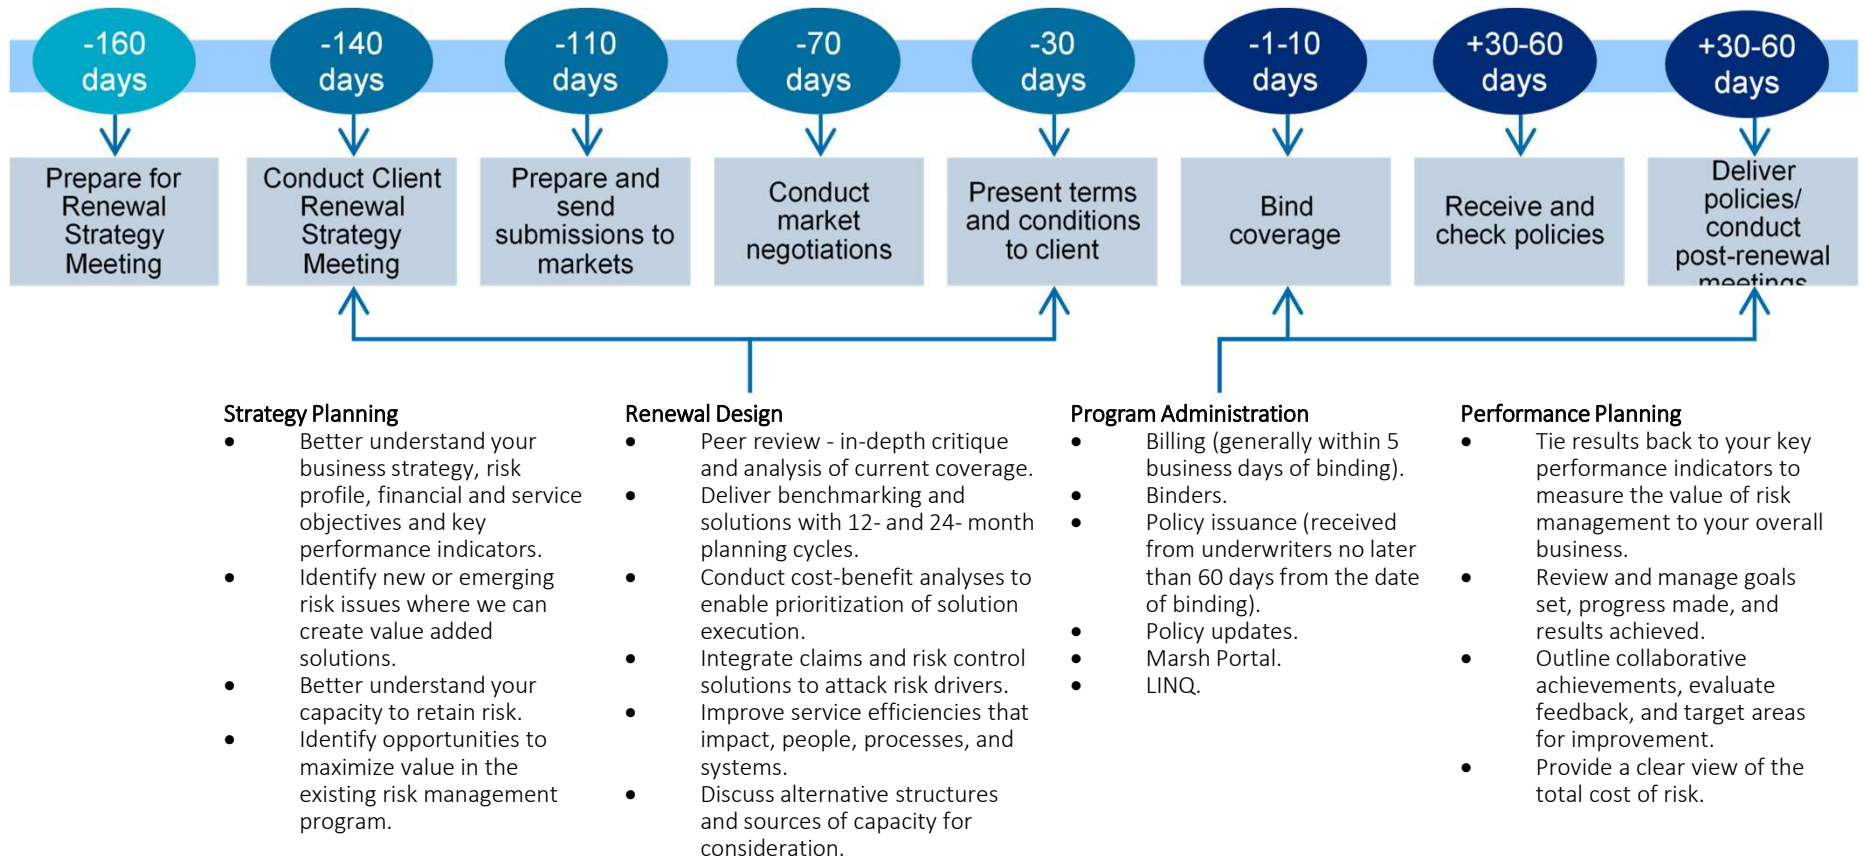 -160
days
-140
days
-110
days
-70
days
-30
days
-1-10
days
+30-60
days
+30-60
days
Prepare for
Renewal
Strategy
Meeting
Conduct Client
Renewal
Strategy
Meeting
Prepare and
send
submissions to
markets
Conduct
market
negotiations
Present terms
and conditions
to client
Bind
coverage
Receive and
check policies
Deliver
policies/
conduct
post-renewal
meetings
Strategy Planning
• Better understand your
business strategy, risk
profile, financial and service
objectives and key
performance indicators.
• Identify new or emerging
risk issues where we can
create value added
solutions.
• Better understand your
capacity to retain risk.
• Identify opportunities to
maximize value in the
existing risk management
program.
Renewal Design
• Peer review - in-depth critique
and analysis of current coverage.
• Deliver benchmarking and
solutions with 12- and 24- month
planning cycles.
• Conduct cost-benefit analyses to
enable prioritization of solution
execution.
• Integrate claims and risk control
solutions to attack risk drivers.
• Improve service efficiencies that
impact, people, processes, and
systems.
• Discuss alternative structures
and sources of capacity for
consideration.
Program Administration
• Billing (generally within 5
business days of binding).
• Binders.
• Policy issuance (received
from underwriters no later
than 60 days from the date
of binding).
• Policy updates.
• Marsh Portal.
• LINQ.
Performance Planning
• Tie results back to your key
performance indicators to
measure the value of risk
management to your overall
business.
• Review and manage goals
set, progress made, and
results achieved.
• Outline collaborative
achievements, evaluate
feedback, and target areas
for improvement.
• Provide a clear view of the
total cost of risk.